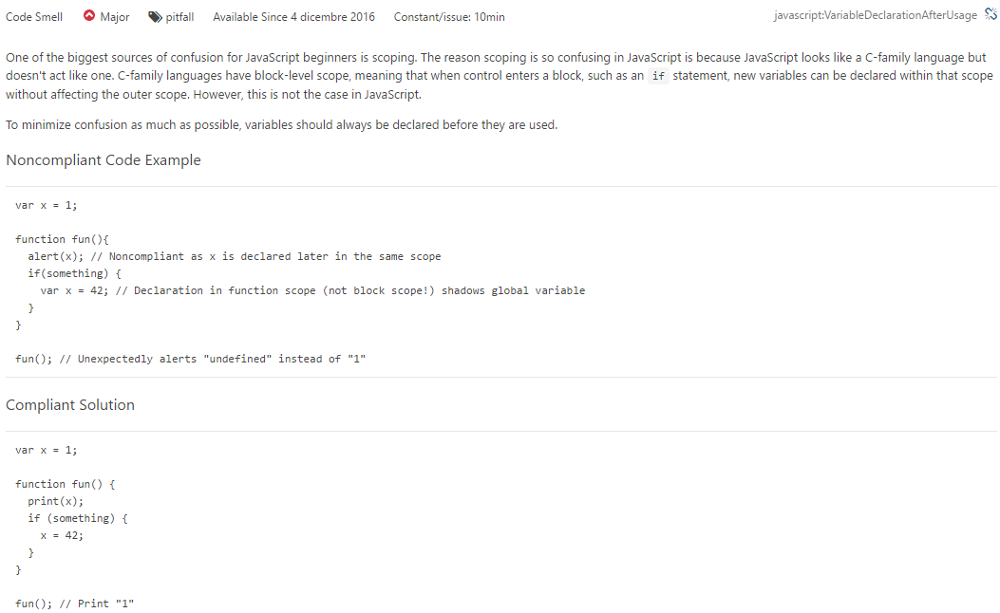 Code Smell Major pitfall Available Since 4 dicembre 2016 Constant/issue: 10min javascript:VariableDeclarationAfterUsage
One of the biggest sources of confusion for JavaScript beginners is scoping. The reason scoping is so confusing in JavaScript is because JavaScript looks like a C-family language but
doesn't act like one. C-family languages have block-level scope, meaning that when control enters a block, such as an if statement, new variables can be declared within that scope
without affecting the outer scope. However, this is not the case in JavaScript.
To minimize confusion as much as possible, variables should always be declared before they are used.
Noncompliant Code Example
var x = 1;
function fun(){
alert(x); // Noncompliant as x is declared later in the same scope
if(something) {
var x = 42; // Declaration in function scope (not block scope!) shadows global variable
}
}
fun(); // Unexpectedly alerts "undefined" instead of "1"
Compliant Solution
var x = 1;
function fun() {
print(x);
if (something) {
x = 42;
}
}
fun(); // Print "1"